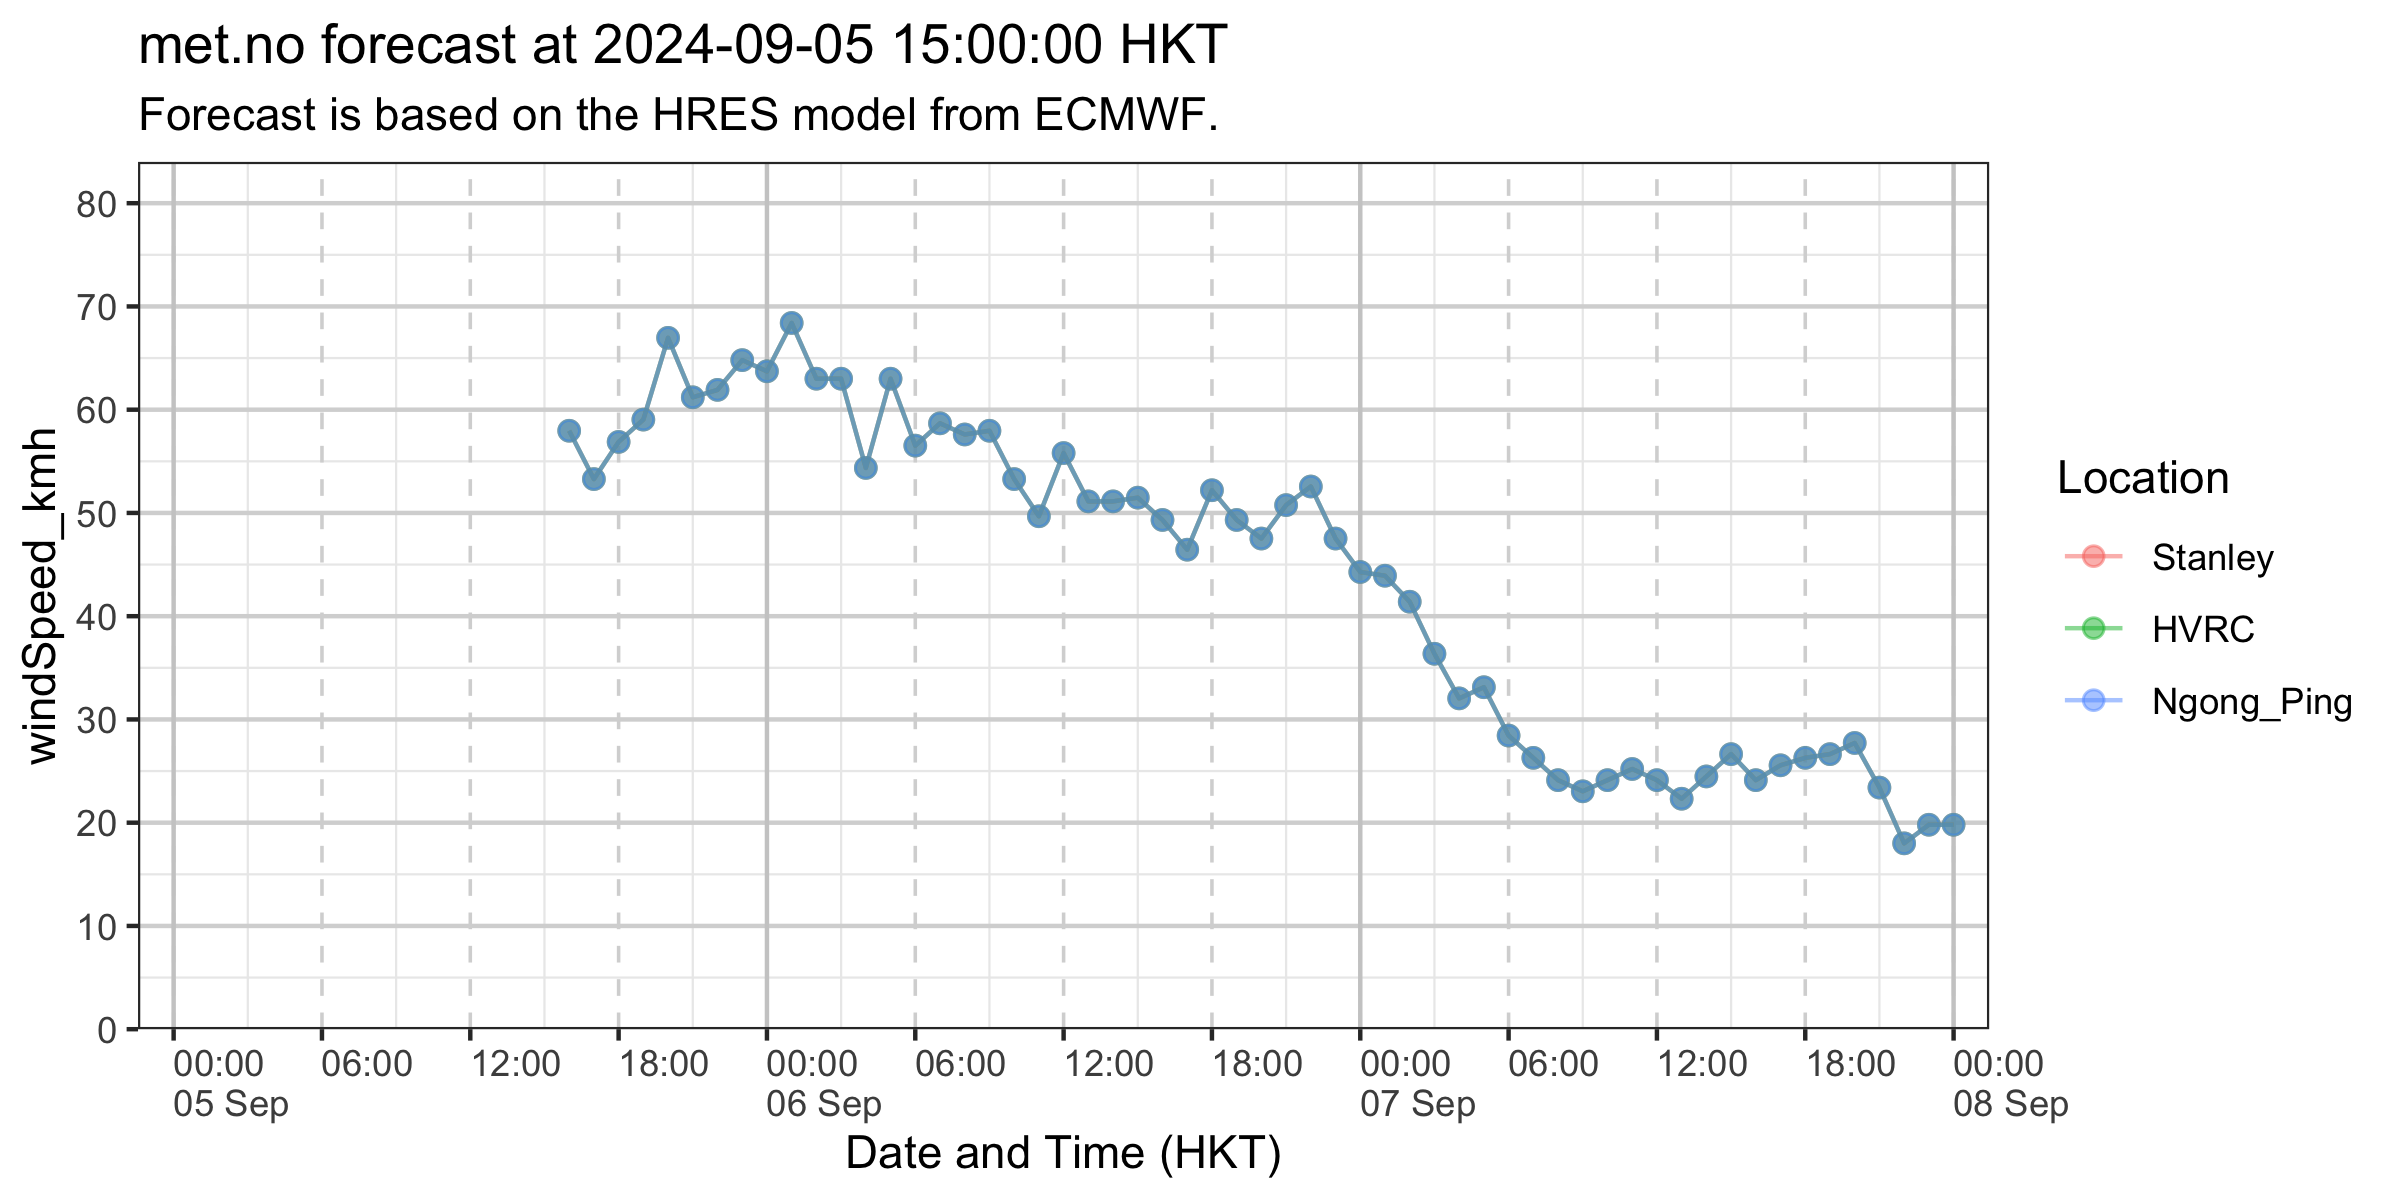 met.no forecast at 2024-09-05 15:00:00 HKT
Forecast is based on the HRES model from ECMWF.
windSpeed_kmh
80
70
60
50
40
30
20
10
0
00:00 06:00 12:00 18:00 00:00 06:00 12:00 18:00 00:00 06:00 12:00 18:00 00:00
05 Sep 06 Sep 07 Sep 08 Sep
Date and Time (HKT)
Location
Stanley
HVRC
Ngong_Ping